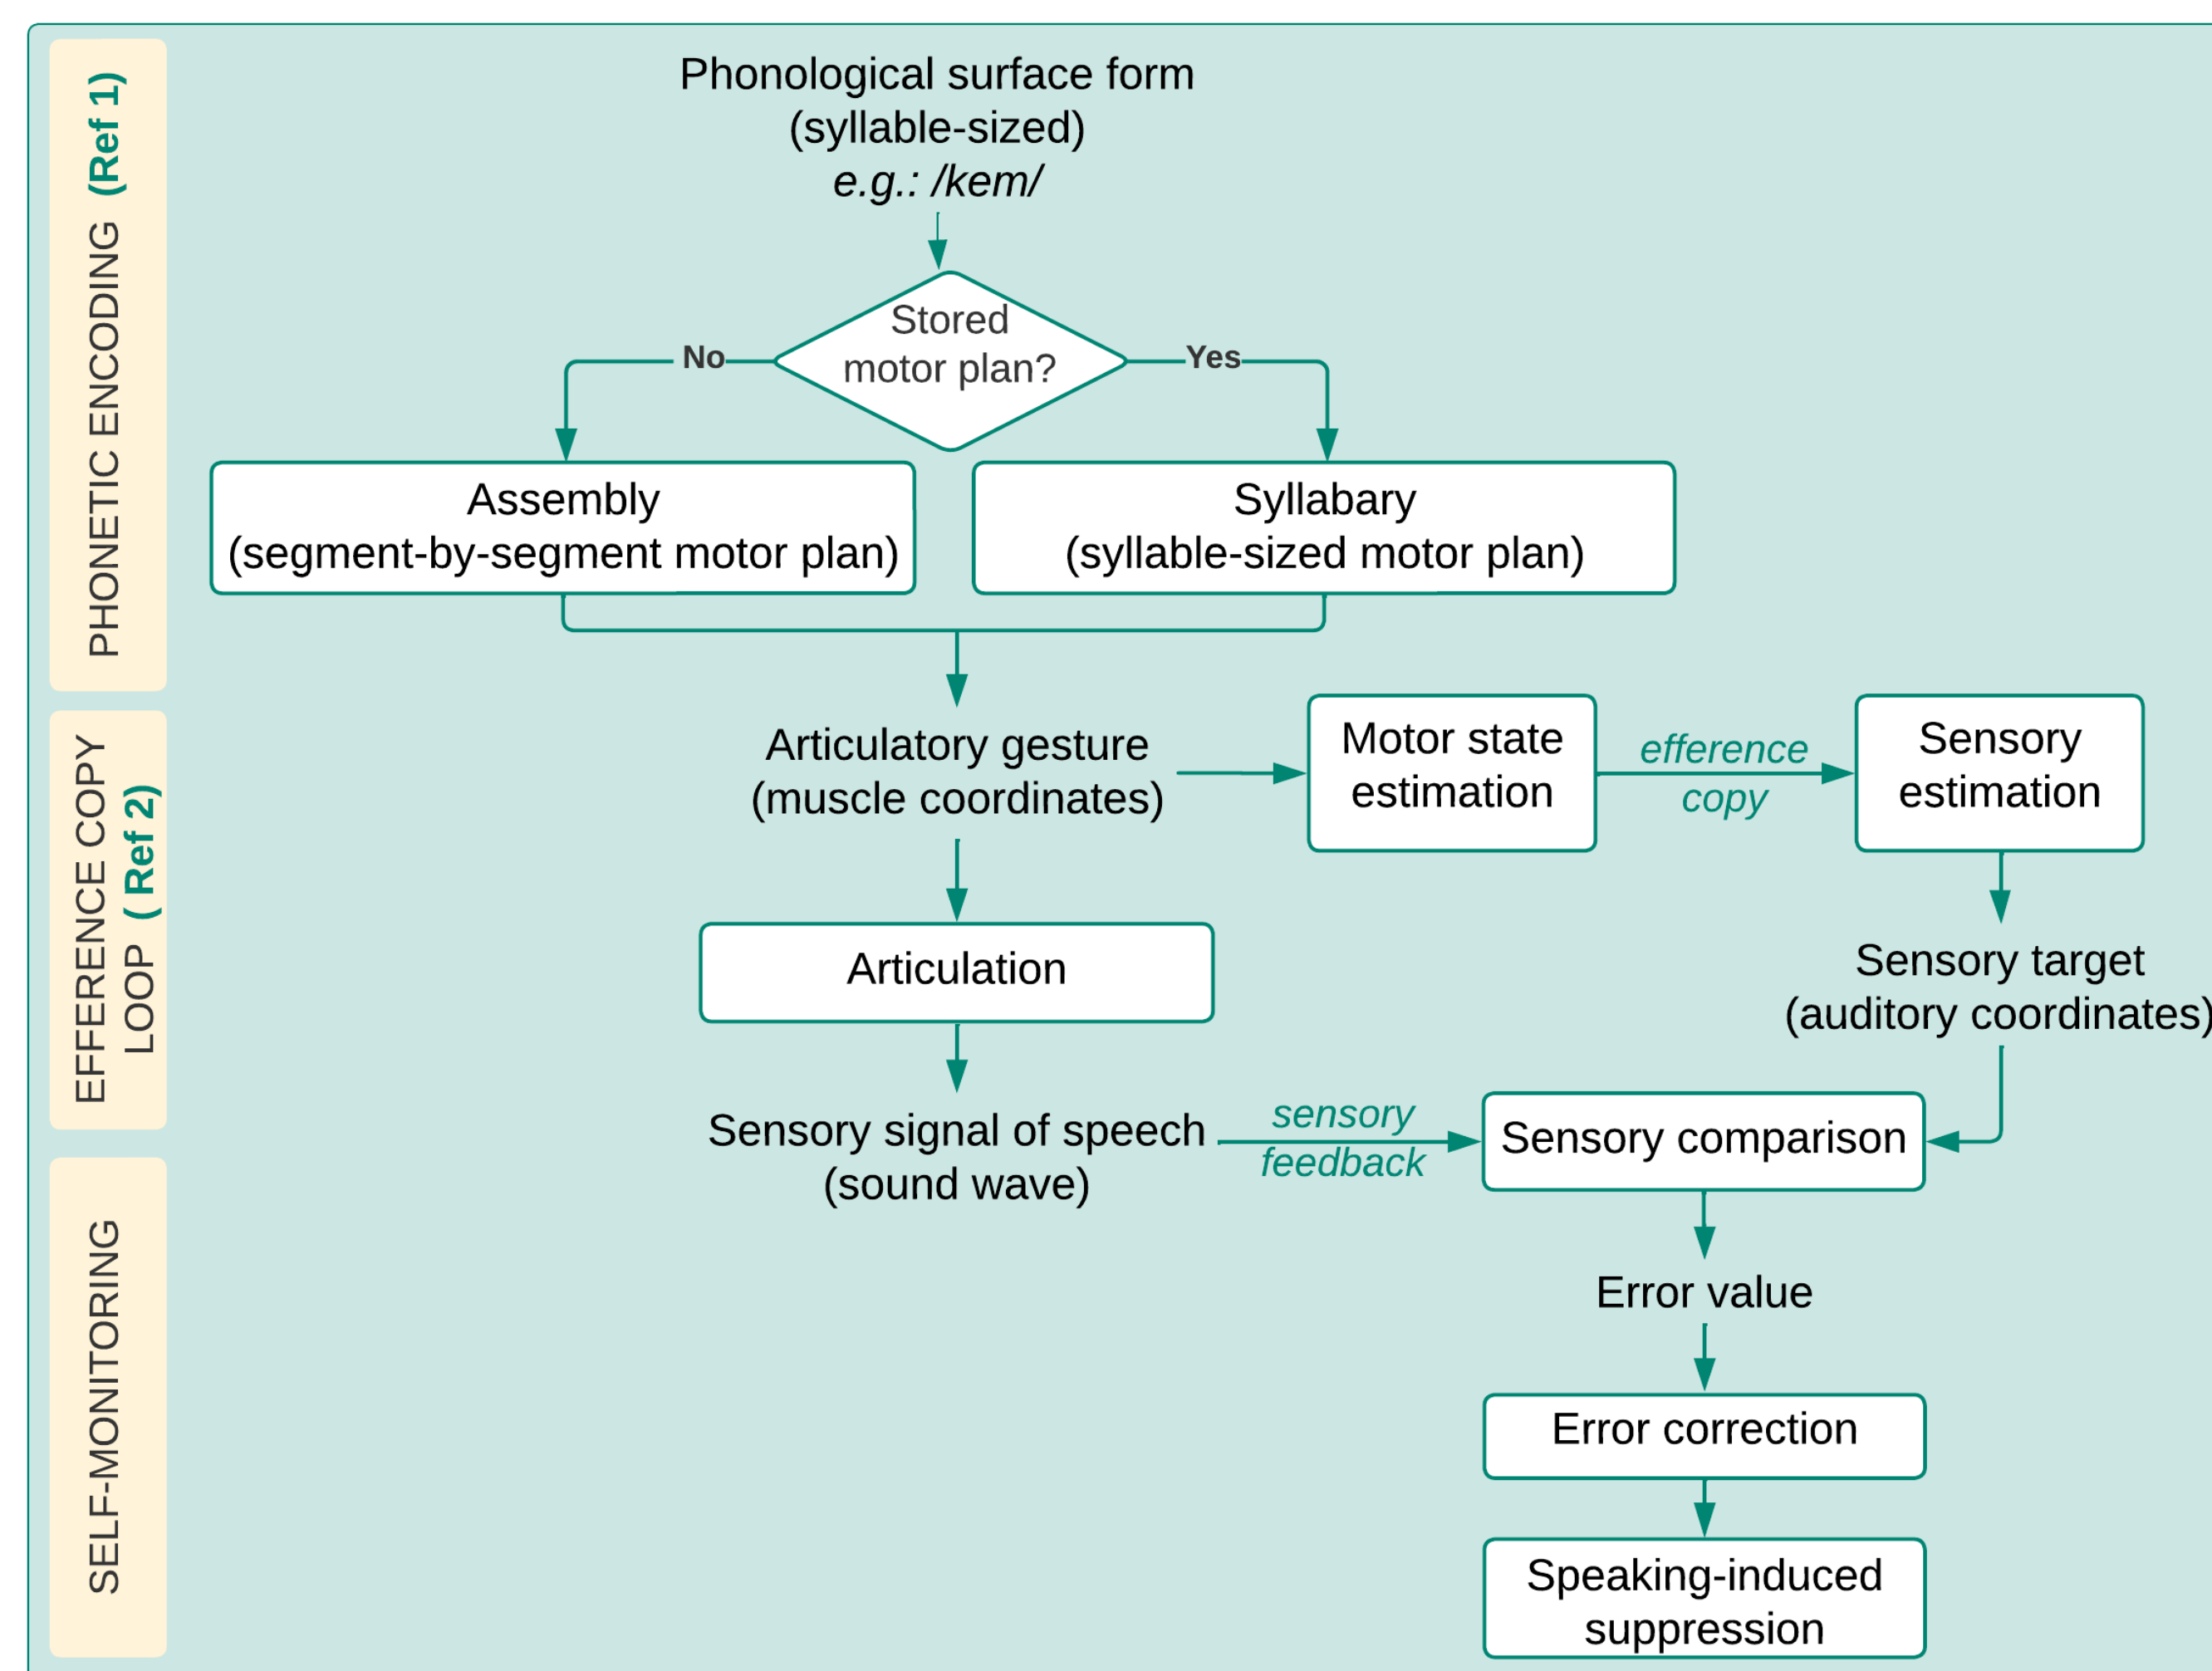 PHONETIC ENCODING (Ref 1)
Phonological surface form
(syllable-sized)
e.g.: /kem/
Stored
motor plan?
No
Yes
Assembly
(segment-by-segment motor plan)
Syllabary
(syllable-sized motor plan)
EFFERENCE COPY
LOOP ( Ref 2)
Articulatory gesture
(muscle coordinates)
Motor state
estimation
efference
copy
Sensory
estimation
Articulation
Sensory target
(auditory coordinates)
Sensory signal of speech
(sound wave)
sensory
feedback
Sensory comparison
SELF-MONITORING
Error value
Error correction
Speaking-induced
suppression